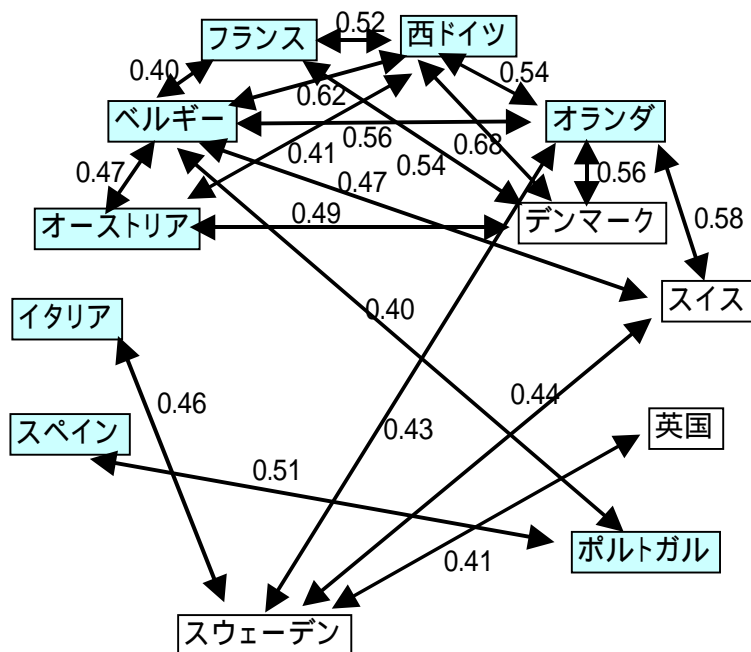 フランス
0.52
西ドイツ
0.40
0.62
0.54
ベルギー
オランダ
0.47
0.41
0.56
0.54
0.68
0.56
0.47
オーストリア
0.49
デンマーク
0.58
スイス
イタリア
0.40
0.46
0.44
スペイン
0.43
英国
0.51
0.41
ポルトガル
スウェーデン